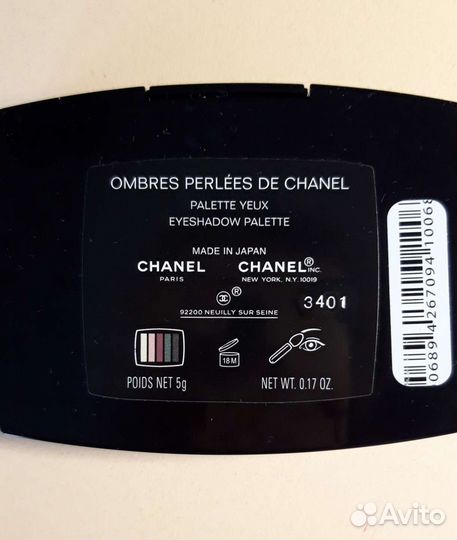 OMBRES PERLÉES DE CHANEL
PALETTE YEUX
EYESHADOW PALETTE
MADE IN JAPAN
CHANEL CHANEL® INC.
PARIS NEW YORK, N.Y. 10019
®
3401
92200 NEUILLY SUR SEINE
18M
POIDS NET 5g NET WT. 0.17 OZ.
Avito